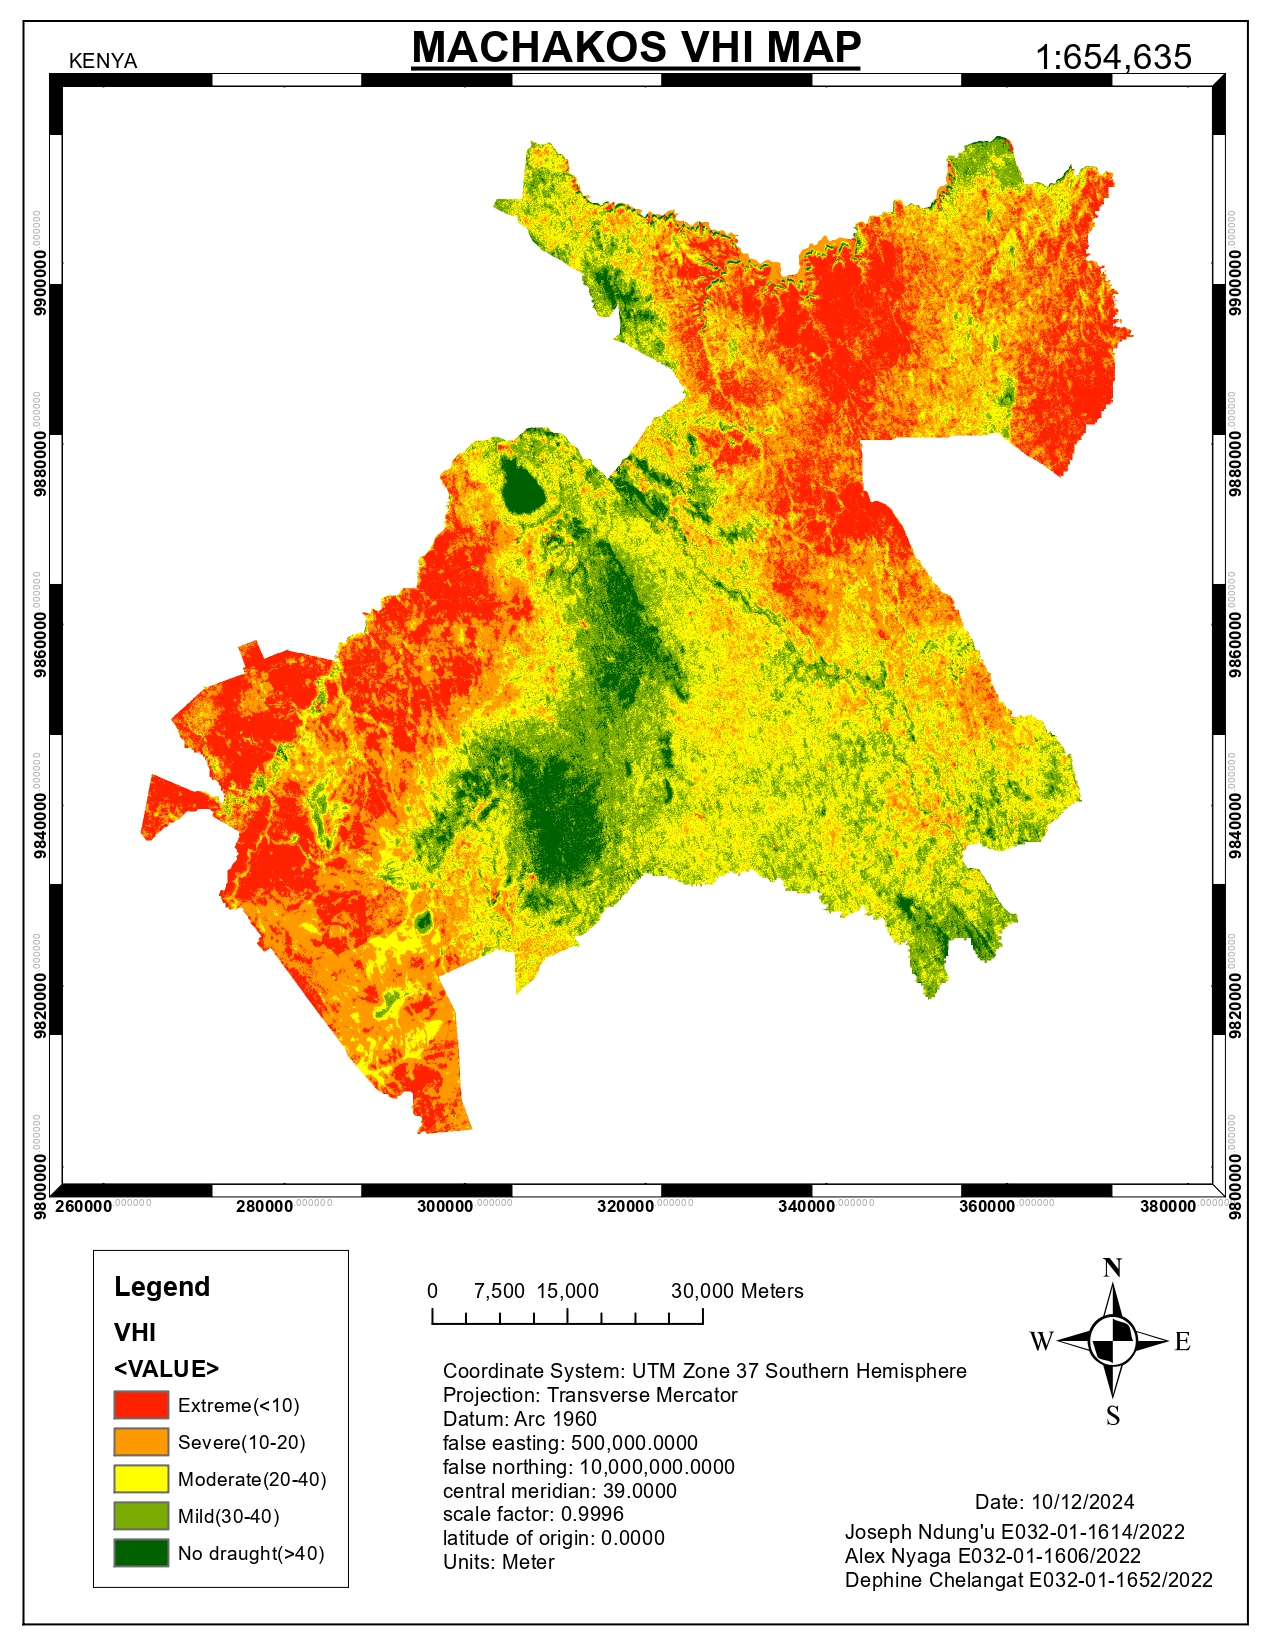 KENYA
MACHAKOS VHI MAP
1:654,635
9900000.000000
9880000.000000
9860000.000000
9840000.000000
9820000.000000
9800000.000000
9900000.000000
9880000.000000
9860000.000000
9840000.000000
9820000.000000
9800000.000000
260000.000000 280000.000000 300000.000000 320000.000000 340000.000000 360000.000000 380000.000000
Legend
VHI
<VALUE>
Extreme(<10)
Severe(10-20)
Moderate(20-40)
Mild(30-40)
No draught(>40)
0 7,500 15,000 30,000 Meters
Coordinate System: UTM Zone 37 Southern Hemisphere
Projection: Transverse Mercator
Datum: Arc 1960
false easting: 500,000.0000
false northing: 10,000,000.0000
central meridian: 39.0000
scale factor: 0.9996
latitude of origin: 0.0000
Units: Meter
N
W E
S
Date: 10/12/2024
Joseph Ndung'u E032-01-1614/2022
Alex Nyaga E032-01-1606/2022
Dephine Chelangat E032-01-1652/2022